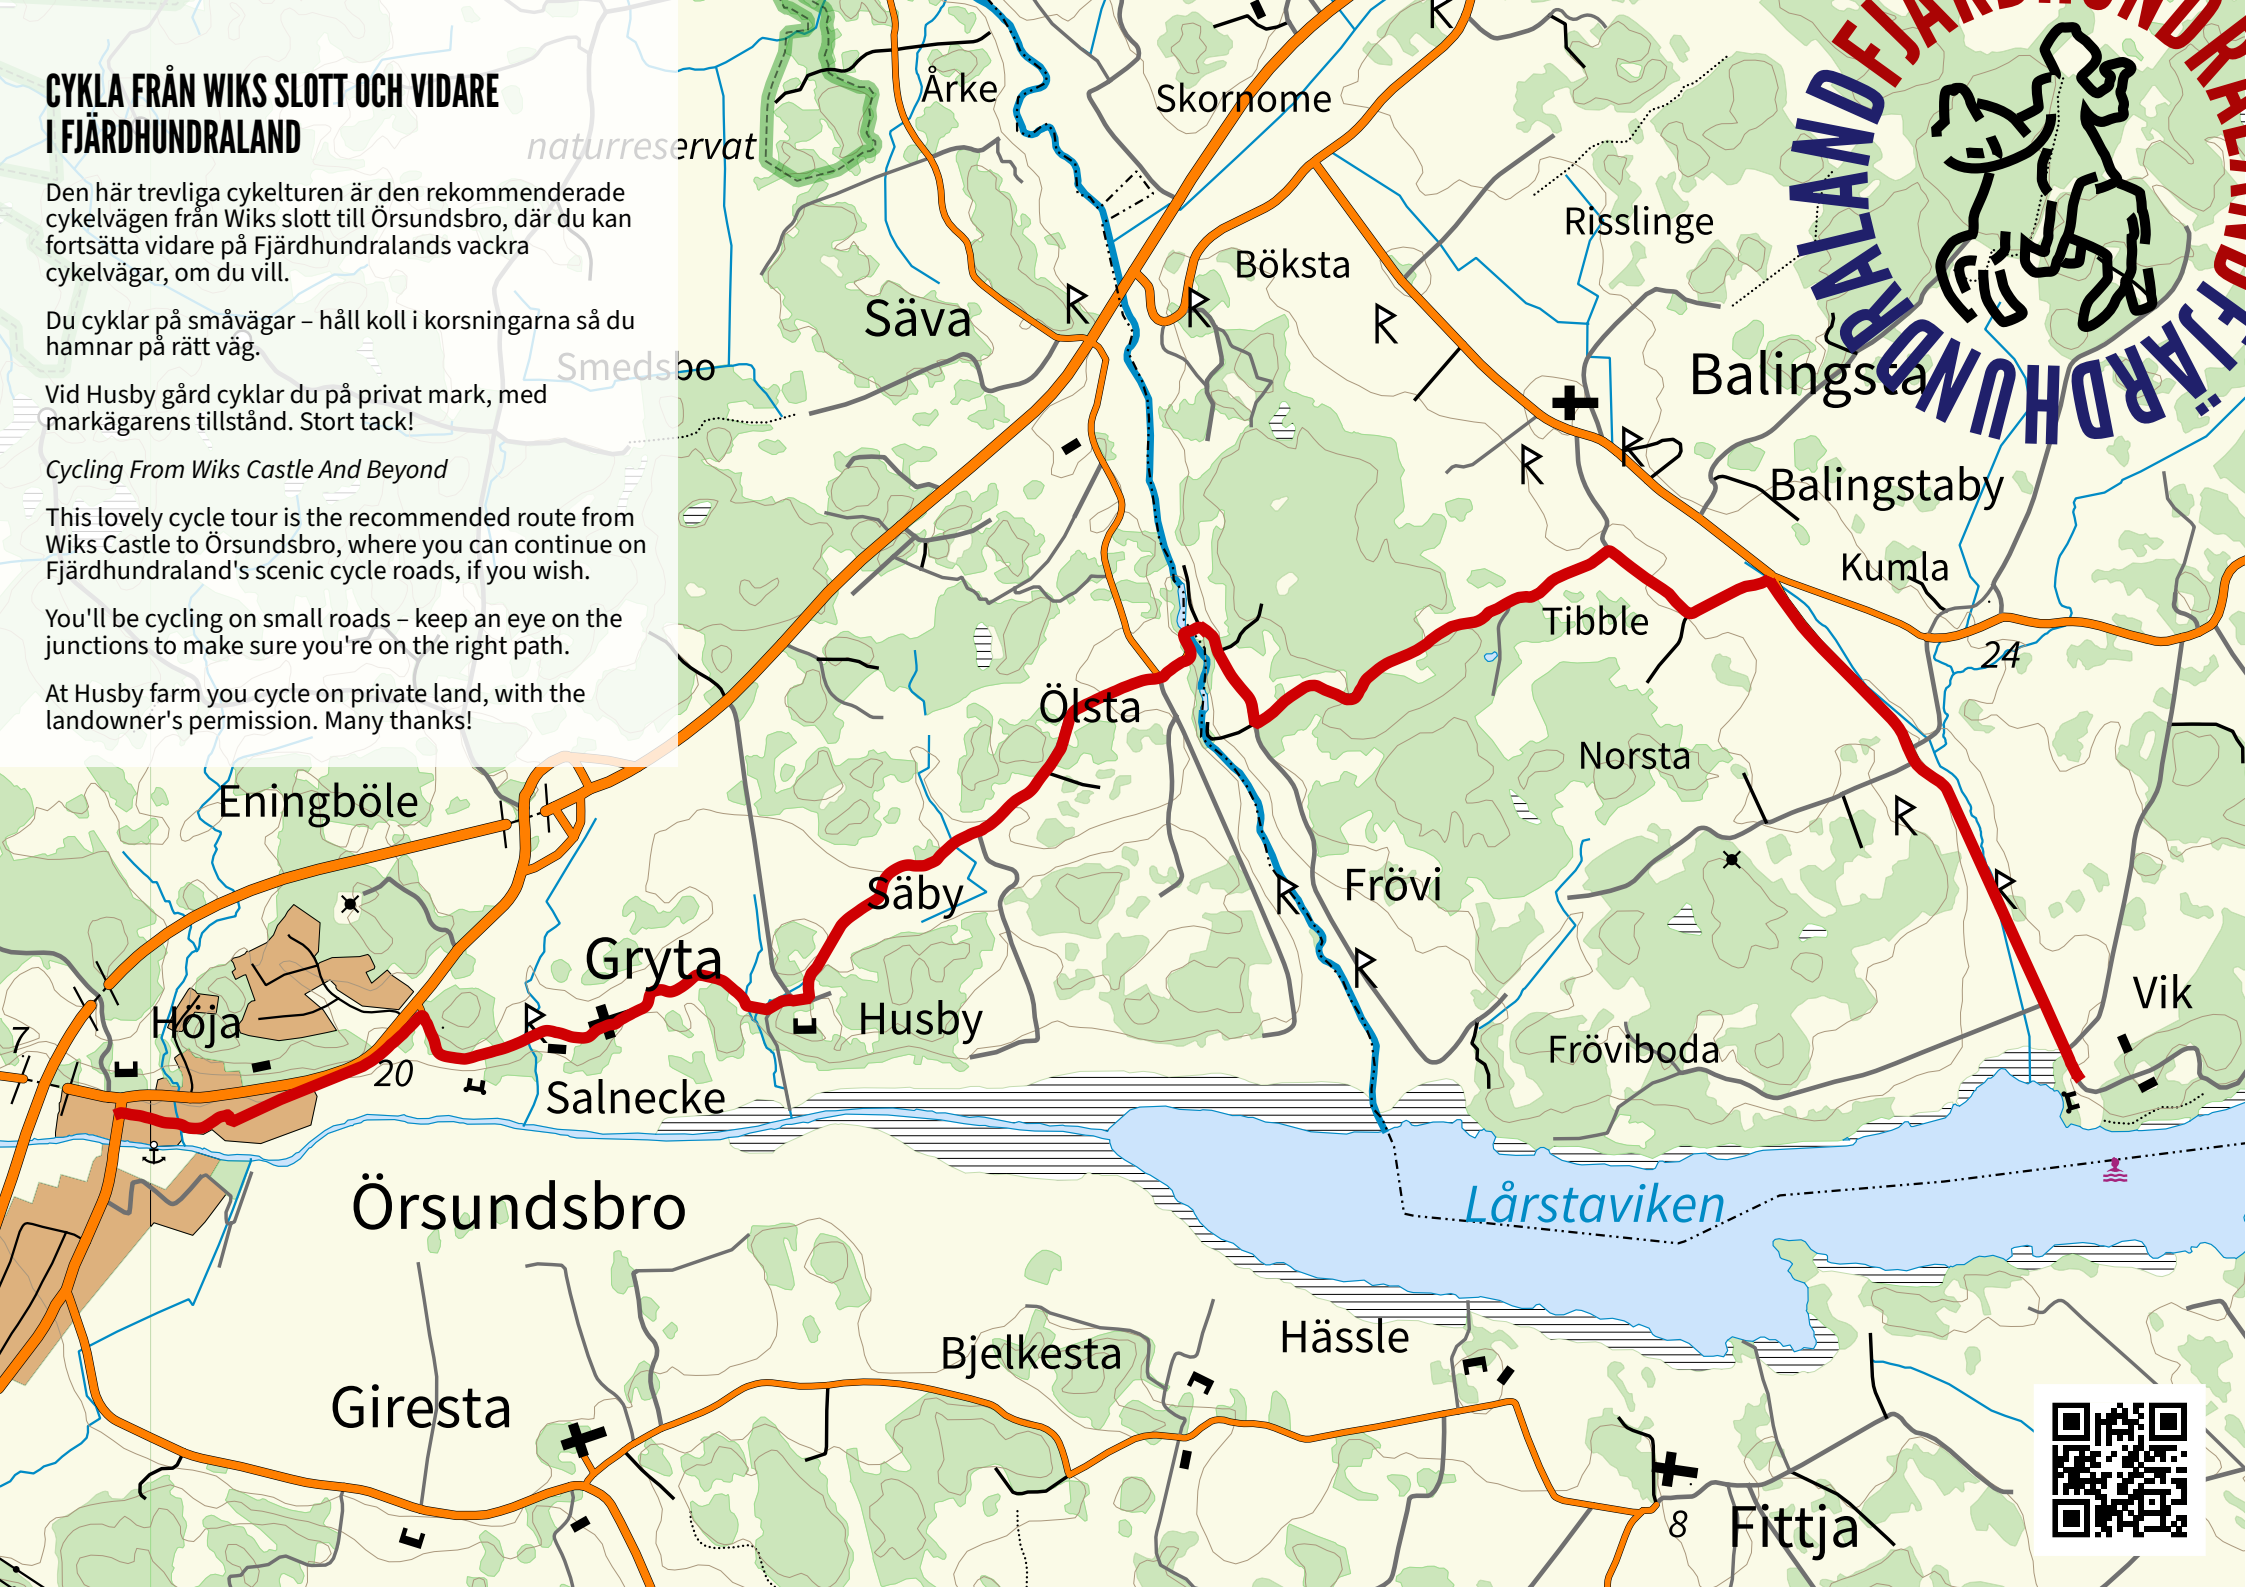 CYKLA FRÅN WIKS SLOTT OCH VIDARE
I FJÄRDHUNDRALAND
Den här trevliga cykelturen är den rekommenderade
cykelvägen från Wiks slott till Örsundsbro, där du kan
fortsätta vidare på Fjärdhundralands vackra
cykelvägar, om du vill.
Du cyklar på småvägar – håll koll i korsningarna så du
hamnar på rätt väg.
Vid Husby gård cyklar du på privat mark, med
markägarens tillstånd. Stort tack!
Cycling From Wiks Castle And Beyond
This lovely cycle tour is the recommended route from
Wiks Castle to Örsundsbro, where you can continue on
Fjärdhundraland's scenic cycle roads, if you wish.
You'll be cycling on small roads – keep an eye on the
junctions to make sure you're on the right path.
At Husby farm you cycle on private land, with the
landowner's permission. Many thanks!
FJÄRDHUNDRALAND
FJÄRDHUNDRALAND
Årke
Skornome
naturreservat
Risslinge
Böksta
Säva
Smedsbo
Balingsta
Balingstaby
Kumla
Tibble
24
Ölsta
Norsta
Eningböle
Säby
Frövi
Gryta
Vik
Höja
Husby
Fröviboda
7
20
Salnecke
Örsundsbro
Lårstaviken
Hässle
Bjelkesta
Giresta
8
Fittja